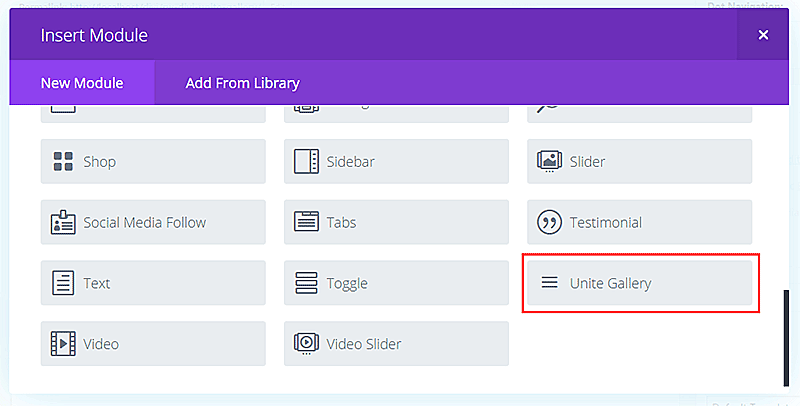 Insert Module
×
New Module
Add From Library
Shop
Sidebar
Slider
Social Media Follow
Tabs
Testimonial
Text
Toggle
Unite Gallery
Video
Video Slider